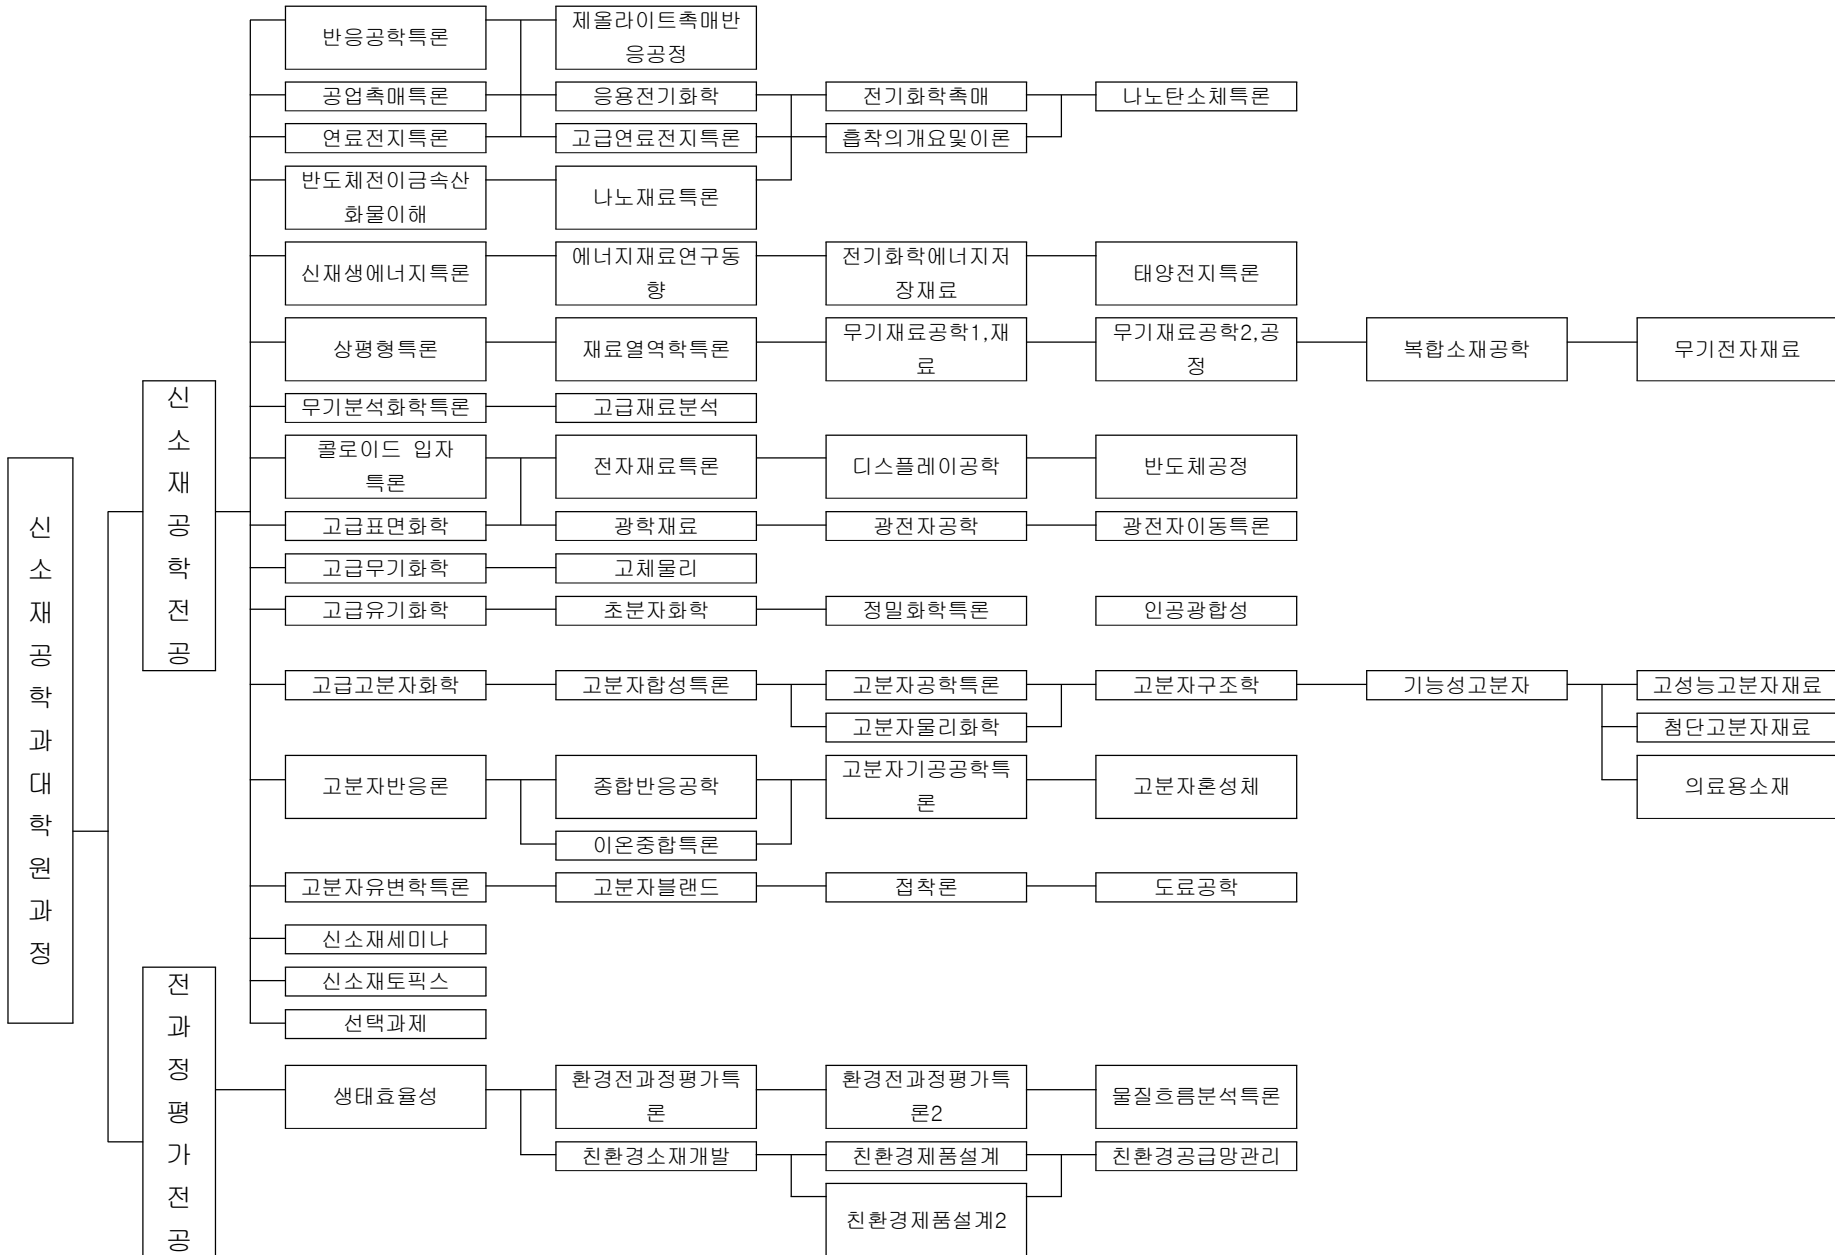 신소재공학과대학원과정
신소재공학전공
반응공학특론
제올라이트촉매반
응공정
공업촉매특론
응용전기화학
전기화학촉매
나노탄소체특론
연료전지특론
고급연료전지특론
흡착의개요및이론
반도체전이금속산
화물이해
나노재료특론
신재생에너지특론
에너지재료연구동
향
전기화학에너지저
장재료
태양전지특론
상평형특론
재료열역학특론
무기재료공학1,재
료
무기재료공학2,공
정
복합소재공학
무기전자재료
무기분석화학특론
고급재료분석
콜로이드 입자
특론
전자재료특론
디스플레이공학
반도체공정
고급표면화학
광학재료
광전자공학
광전자이동특론
고급무기화학
고체물리
고급유기화학
초분자화학
정밀화학특론
인공광합성
고급고분자화학
고분자합성특론
고분자공학특론
고분자구조학
기능성고분자
고성능고분자재료
고분자물리화학
첨단고분자재료
의료용소재
고분자반응론
종합반응공학
고분자기공공학특
론
고분자혼성체
이온중합특론
고분자유변학특론
고분자블랜드
접착론
도료공학
신소재세미나
신소재토픽스
선택과제
전과정평가전공
생태효율성
환경전과정평가특
론
환경전과정평가특
론2
물질흐름분석특론
친환경소재개발
친환경제품설계
친환경공급망관리
친환경제품설계2